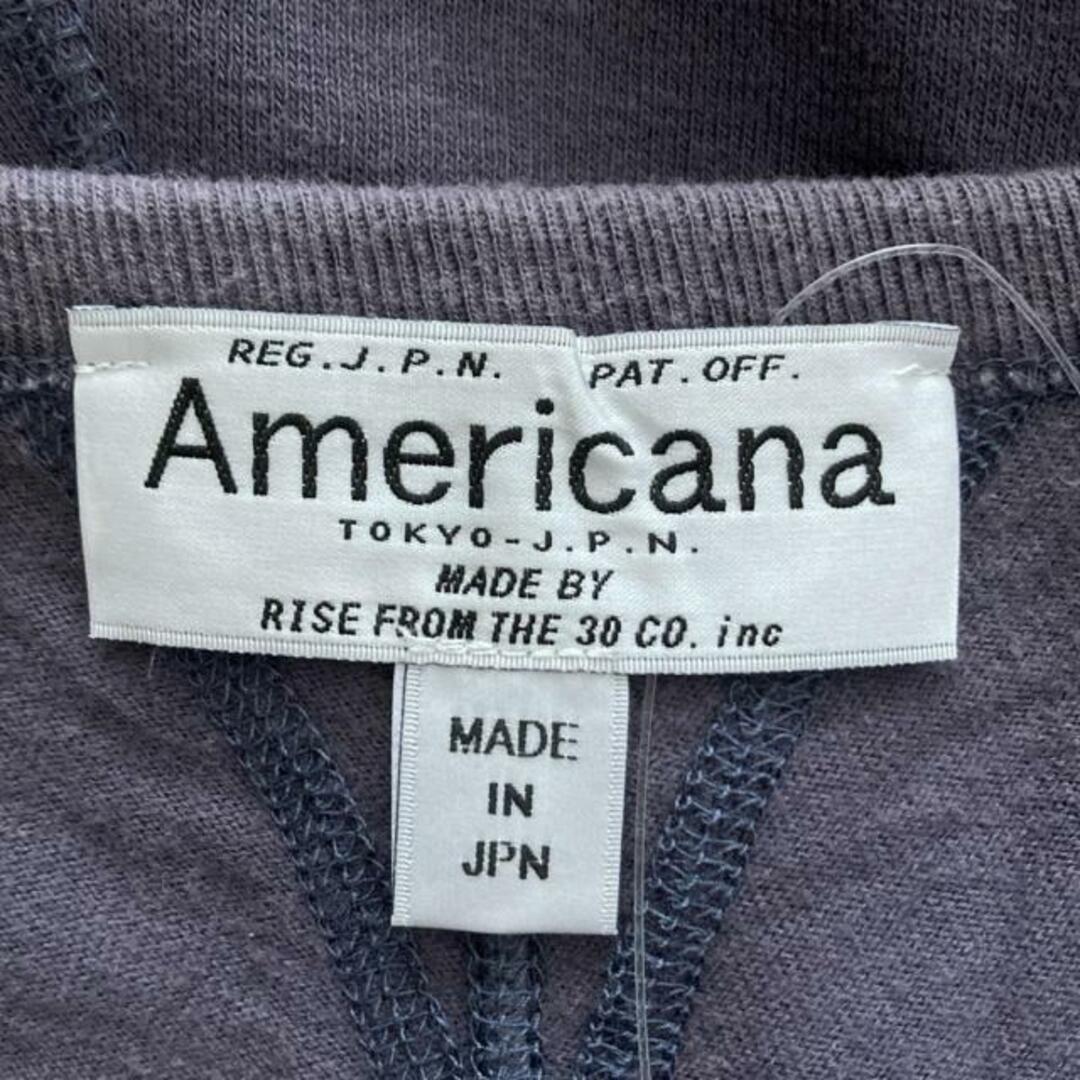 REG.J.P.N. PAT.OFF.
Americana
TOKYO-J.P.N.
MADE BY
RISE FROM THE 30 CO. inc
MADE
IN
JPN